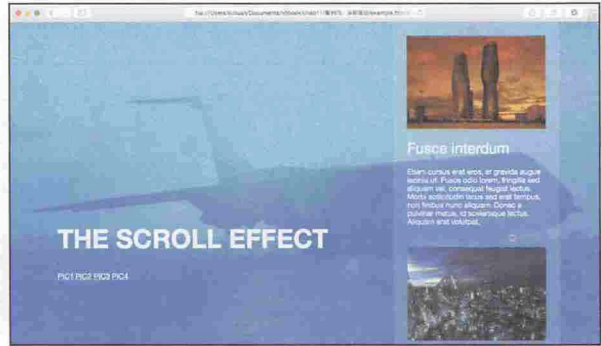 THE SCROLL EFFECT
PIC1 PIC2 PIC3 PIC4
Fusce interdum
Etiam cursus erat eros, at gravida augue
lacinia ut. Fusce odio lorem, fringilla sed
aliquam vel, consequat feugiat lectus.
Morbi sollicitudin lacus sed erat tempus,
non finibus nunc aliquam. Donec a
pulvinar metus, id scelerisque lectus.
Aliquam erat volutpat.